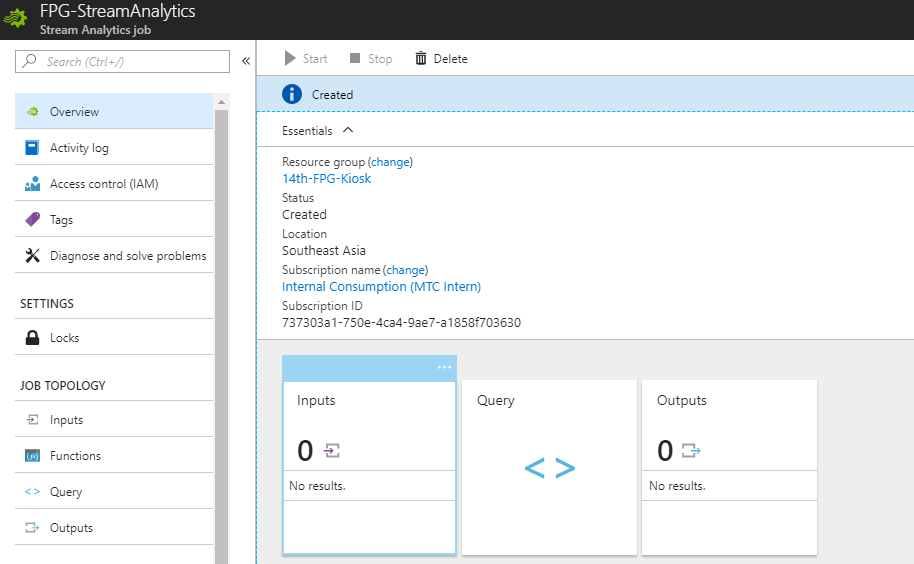 FPG-StreamAnalytics
Stream Analytics job
Search (Ctrl+/)
«
Overview
Activity log
Access control (IAM)
Tags
Diagnose and solve problems
SETTINGS
Locks
JOB TOPOLOGY
Inputs
Functions
Query
Outputs
Start Stop Delete
Created
Essentials
Resource group (change)
14th-FPG-Kiosk
Status
Created
Location
Southeast Asia
Subscription name (change)
Internal Consumption (MTC Intern)
Subscription ID
737303a1-750e-4ca4-9ae7-a1858f703630
...
Inputs
0
No results.
Query
< >
Outputs
0
No results.